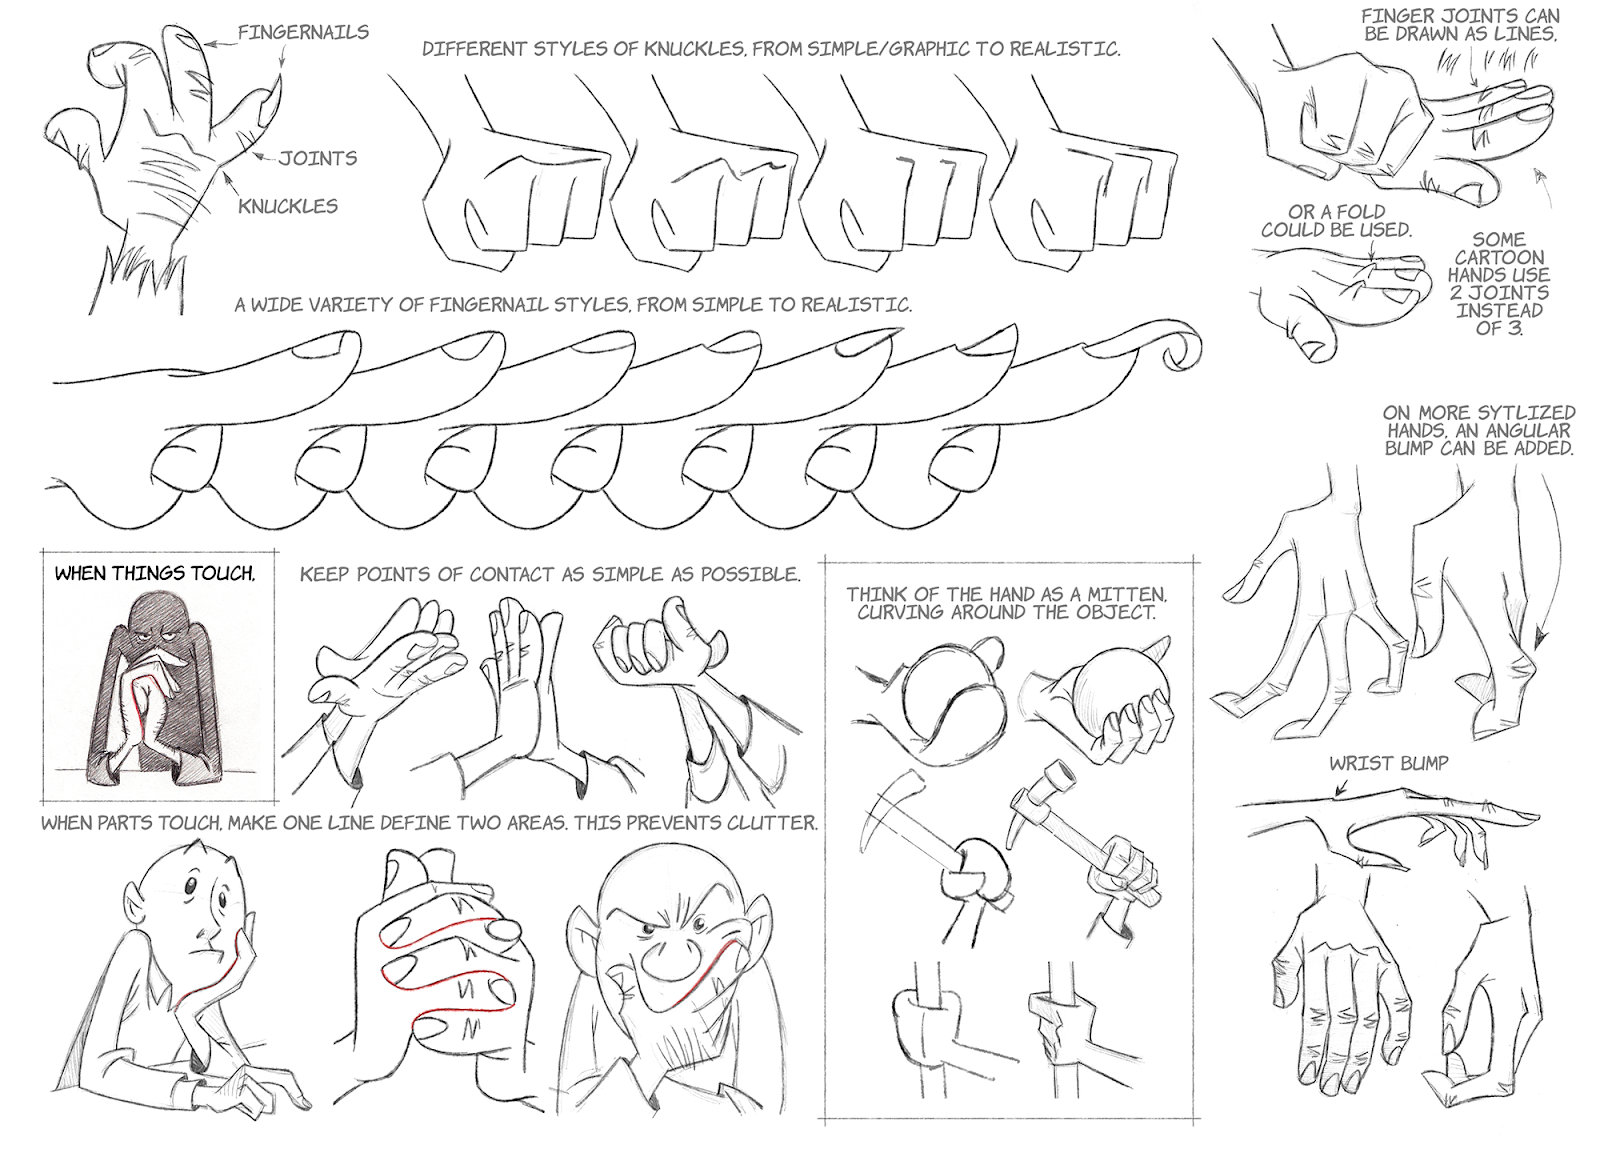 FINGERNAILS
JOINTS
KNUCKLES
DIFFERENT STYLES OF KNUCKLES, FROM SIMPLE/GRAPHIC TO REALISTIC.
FINGER JOINTS CAN
BE DRAWN AS LINES.
OR A FOLD
COULD BE USED.
SOME
CARTOON
HANDS USE
2 JOINTS
INSTEAD
OF 3.
A WIDE VARIETY OF FINGERNAIL STYLES, FROM SIMPLE TO REALISTIC.
ON MORE SYTLIZED
HANDS, AN ANGULAR
BUMP CAN BE ADDED.
WHEN THINGS TOUCH,
KEEP POINTS OF CONTACT AS SIMPLE AS POSSIBLE.
THINK OF THE HAND AS A MITTEN,
CURVING AROUND THE OBJECT.
WRIST BUMP
WHEN PARTS TOUCH, MAKE ONE LINE DEFINE TWO AREAS. THIS PREVENTS CLUTTER.